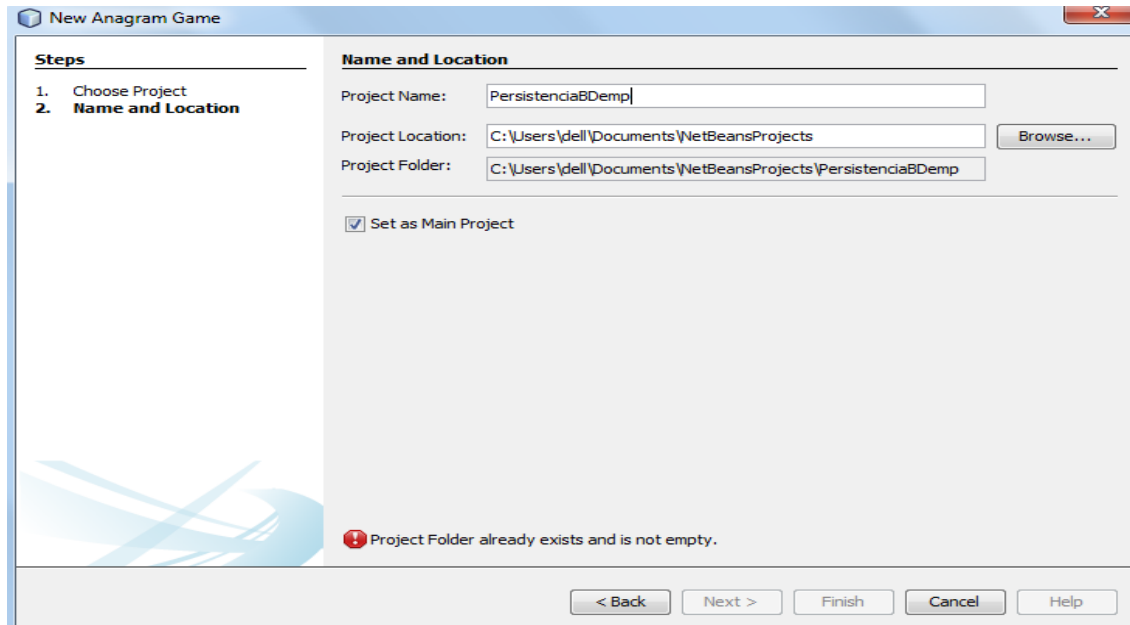 New Anagram Game
Steps
1. Choose Project
2. Name and Location
Name and Location
Project Name: PersistenciaBDemp
Project Location: C:\Users\dell\Documents\NetBeansProjects Browse...
Project Folder: C:\Users\dell\Documents\NetBeansProjects\PersistenciaBDemp
Set as Main Project
Project Folder already exists and is not empty.
< Back Next > Finish Cancel Help